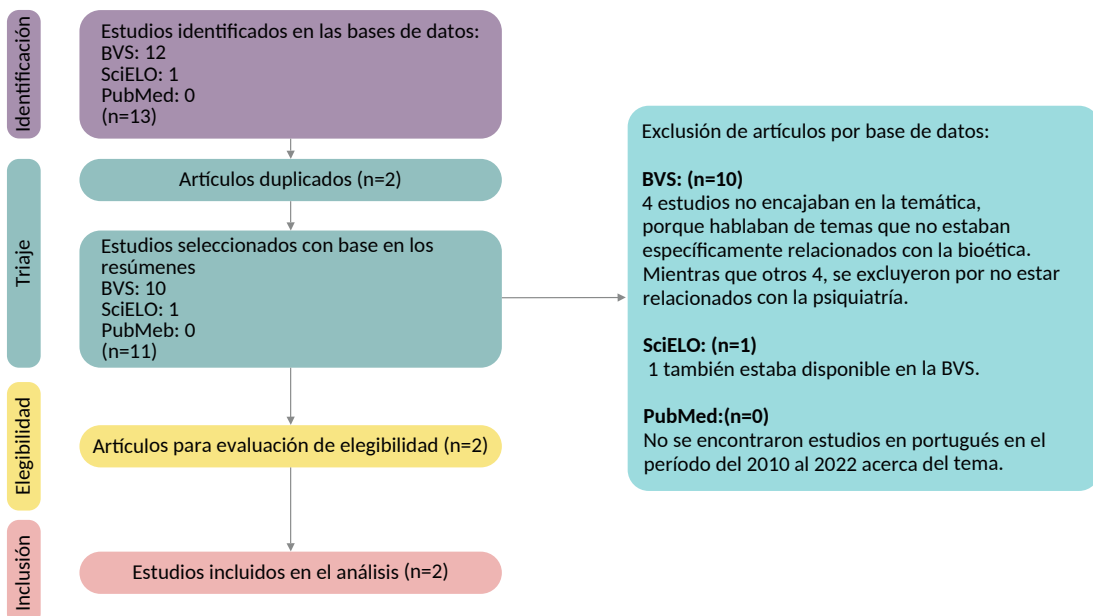 Identificación
Estudios identificados en las bases de datos:
BVS: 12
SciELO: 1
PubMed: 0
(n=13)
Triaje
Artículos duplicados (n=2)
Estudios seleccionados con base en los
resúmenes
BVS: 10
SciELO: 1
PubMeb: 0
(n=11)
Exclusión de artículos por base de datos:
BVS: (n=10)
4 estudios no encajaban en la temática,
porque hablaban de temas que no estaban
específicamente relacionados con la bioética.
Mientras que otros 4, se excluyeron por no estar
relacionados con la psiquiatría.
SciELO: (n=1)
1 también estaba disponible en la BVS.
PubMed:(n=0)
No se encontraron estudios en portugués en el
período del 2010 al 2022 acerca del tema.
Elegibilidad
Artículos para evaluación de elegibilidad (n=2)
Inclusión
Estudios incluidos en el análisis (n=2)